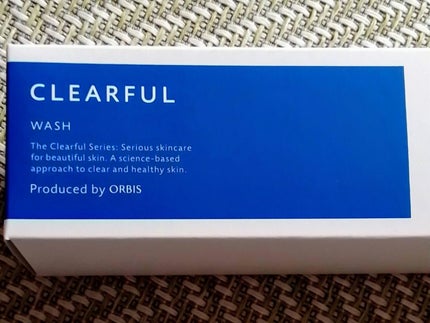 CLEARFUL
WASH
The Clearful Series: Serious skincare
for beautiful skin. A science-based
approach to clear and healthy skin.
Produced by ORBIS